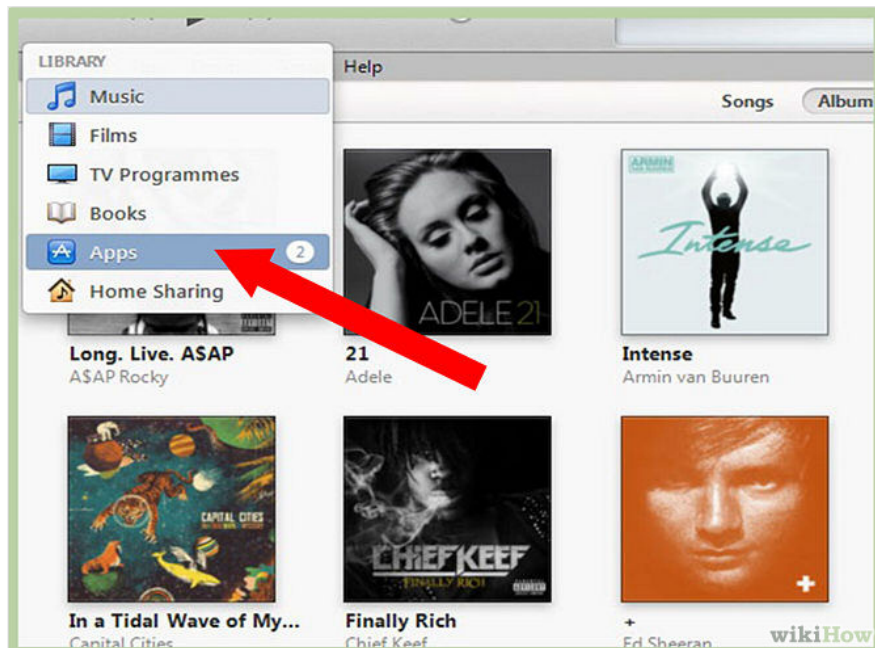 LIBRARY
Help
Music
Songs
Album
Films
TV Programmes
Books
Apps
2
Home Sharing
ADELE 21
ARMIN
VAN BUUREN
Intense
Long. Live. A$AP
21
Intense
A$AP Rocky
Adele
Armin van Buuren
CAPITAL CITIES
CHIEF KEEF
FINALLY RICH
+
In a Tidal Wave of My...
Finally Rich
+
Capital Cities
Chief Keef
Ed Sheeran
wikiHow